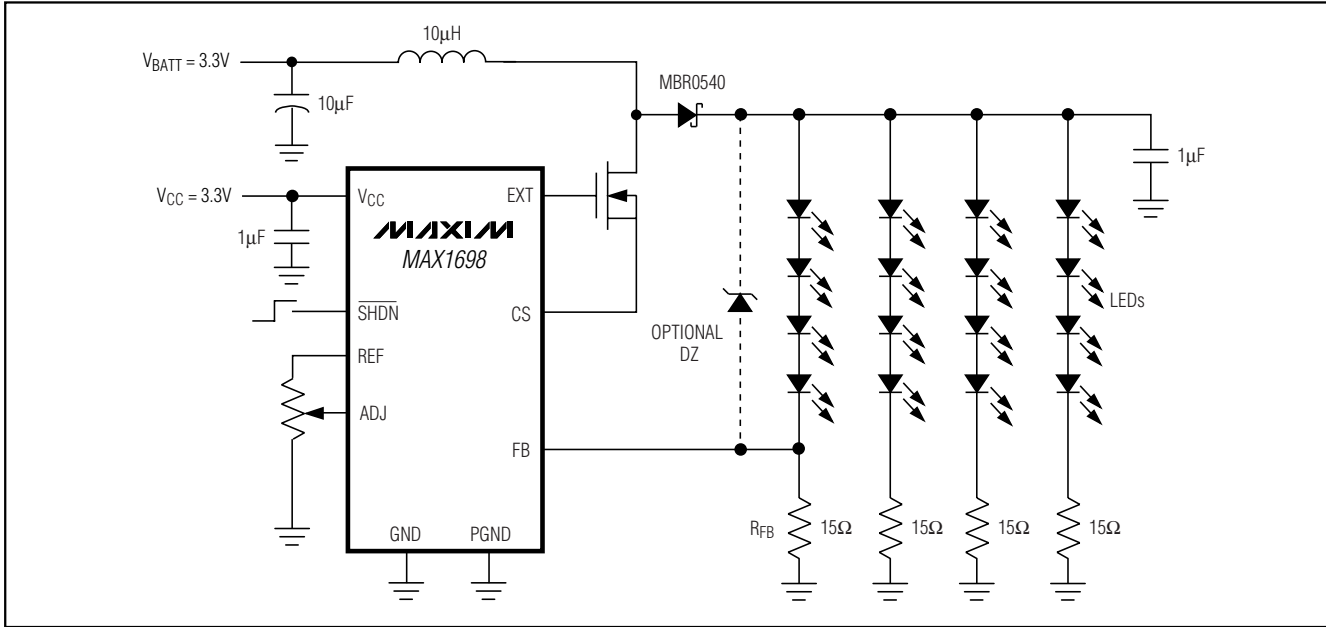 10μH
V_BATT = 3.3V
10μF
MBR0540
1μF
V_CC = 3.3V
V_CC
EXT
1μF
MAXIM
MAX1698
SHDN
CS
LEDs
OPTIONAL
DZ
REF
ADJ
FB
R_FB
15Ω
15Ω
15Ω
15Ω
GND
PGND